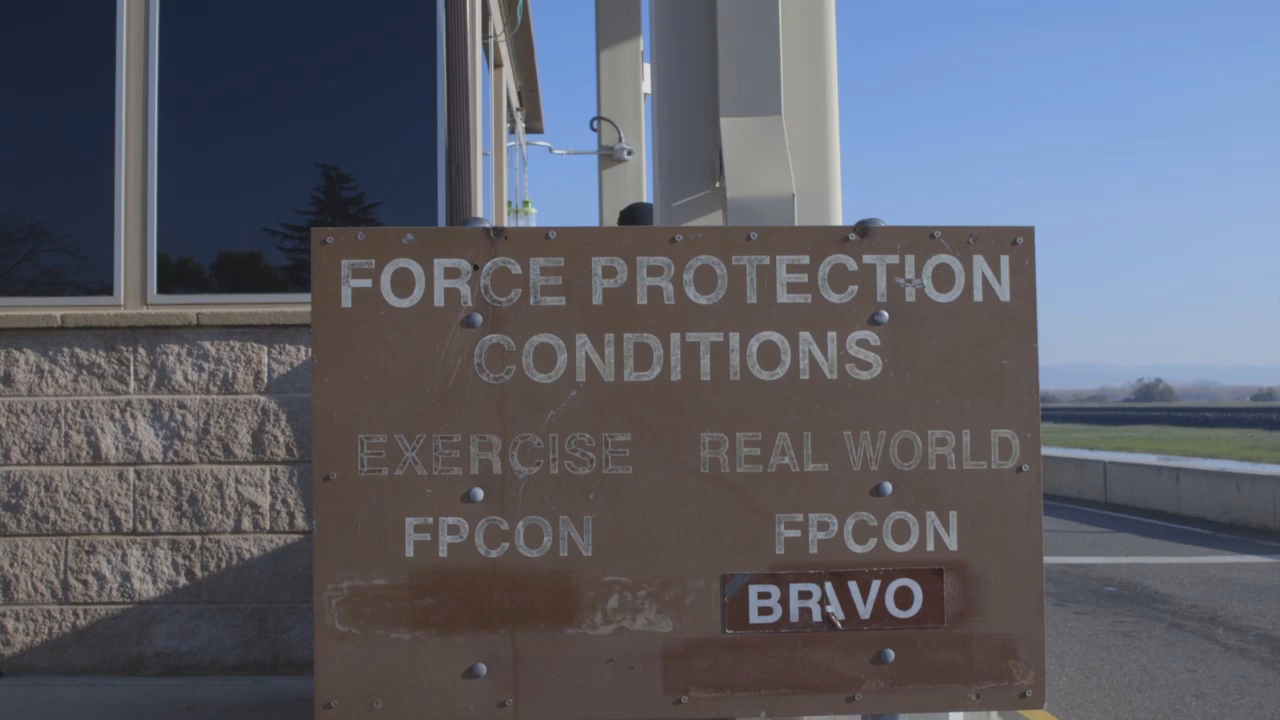 FORCE PROTECTION
CONDITIONS
EXERCISE REAL WORLD
FPCON FPCON
BRAVO